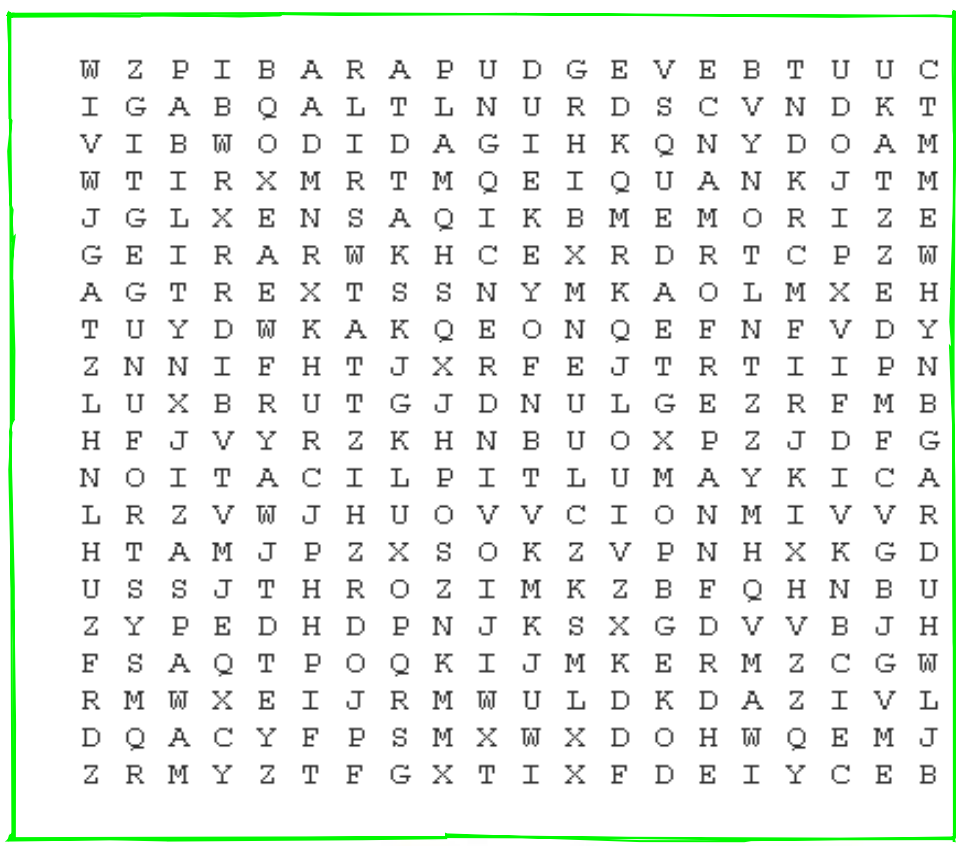 W Z P I B A R A P U D G E V E B T U U C
I G A B Q A L T L N U R D S C V N D K T
V I B W O D I D A G I H K Q N Y D O A M
W T I R X M R T M Q E I Q U A N K J T M
J G L X E N S A Q I K B M E M O R I Z E
G E I R A R W K H C E X R D R T C P Z W
A G T R E X T S S N Y M K A O L M X E H
T U Y D W K A K Q E O N Q E F N F V D Y
Z N N I F H T J X R F E J T R T I I P N
L U X B R U T G J D N U L G E Z R F M B
H F J V Y R Z K H N B U O X P Z J D F G
N O I T A C I L P I T L U M A Y K I C A
L R Z V W J H U O V V C I O N M I V V R
H T A M J P Z X S O K Z V P N H X K G D
U S S J T H R O Z I M K Z B F Q H N B U
Z Y P E D H D P N J K S X G D V V B J H
F S A Q T P O Q K I J M K E R M Z C G W
R M W X E I J R M W U L D K D A Z I V L
D Q A C Y F P S M X W X D O H W Q E M J
Z R M Y Z T F G X T I X F D E I Y C E B